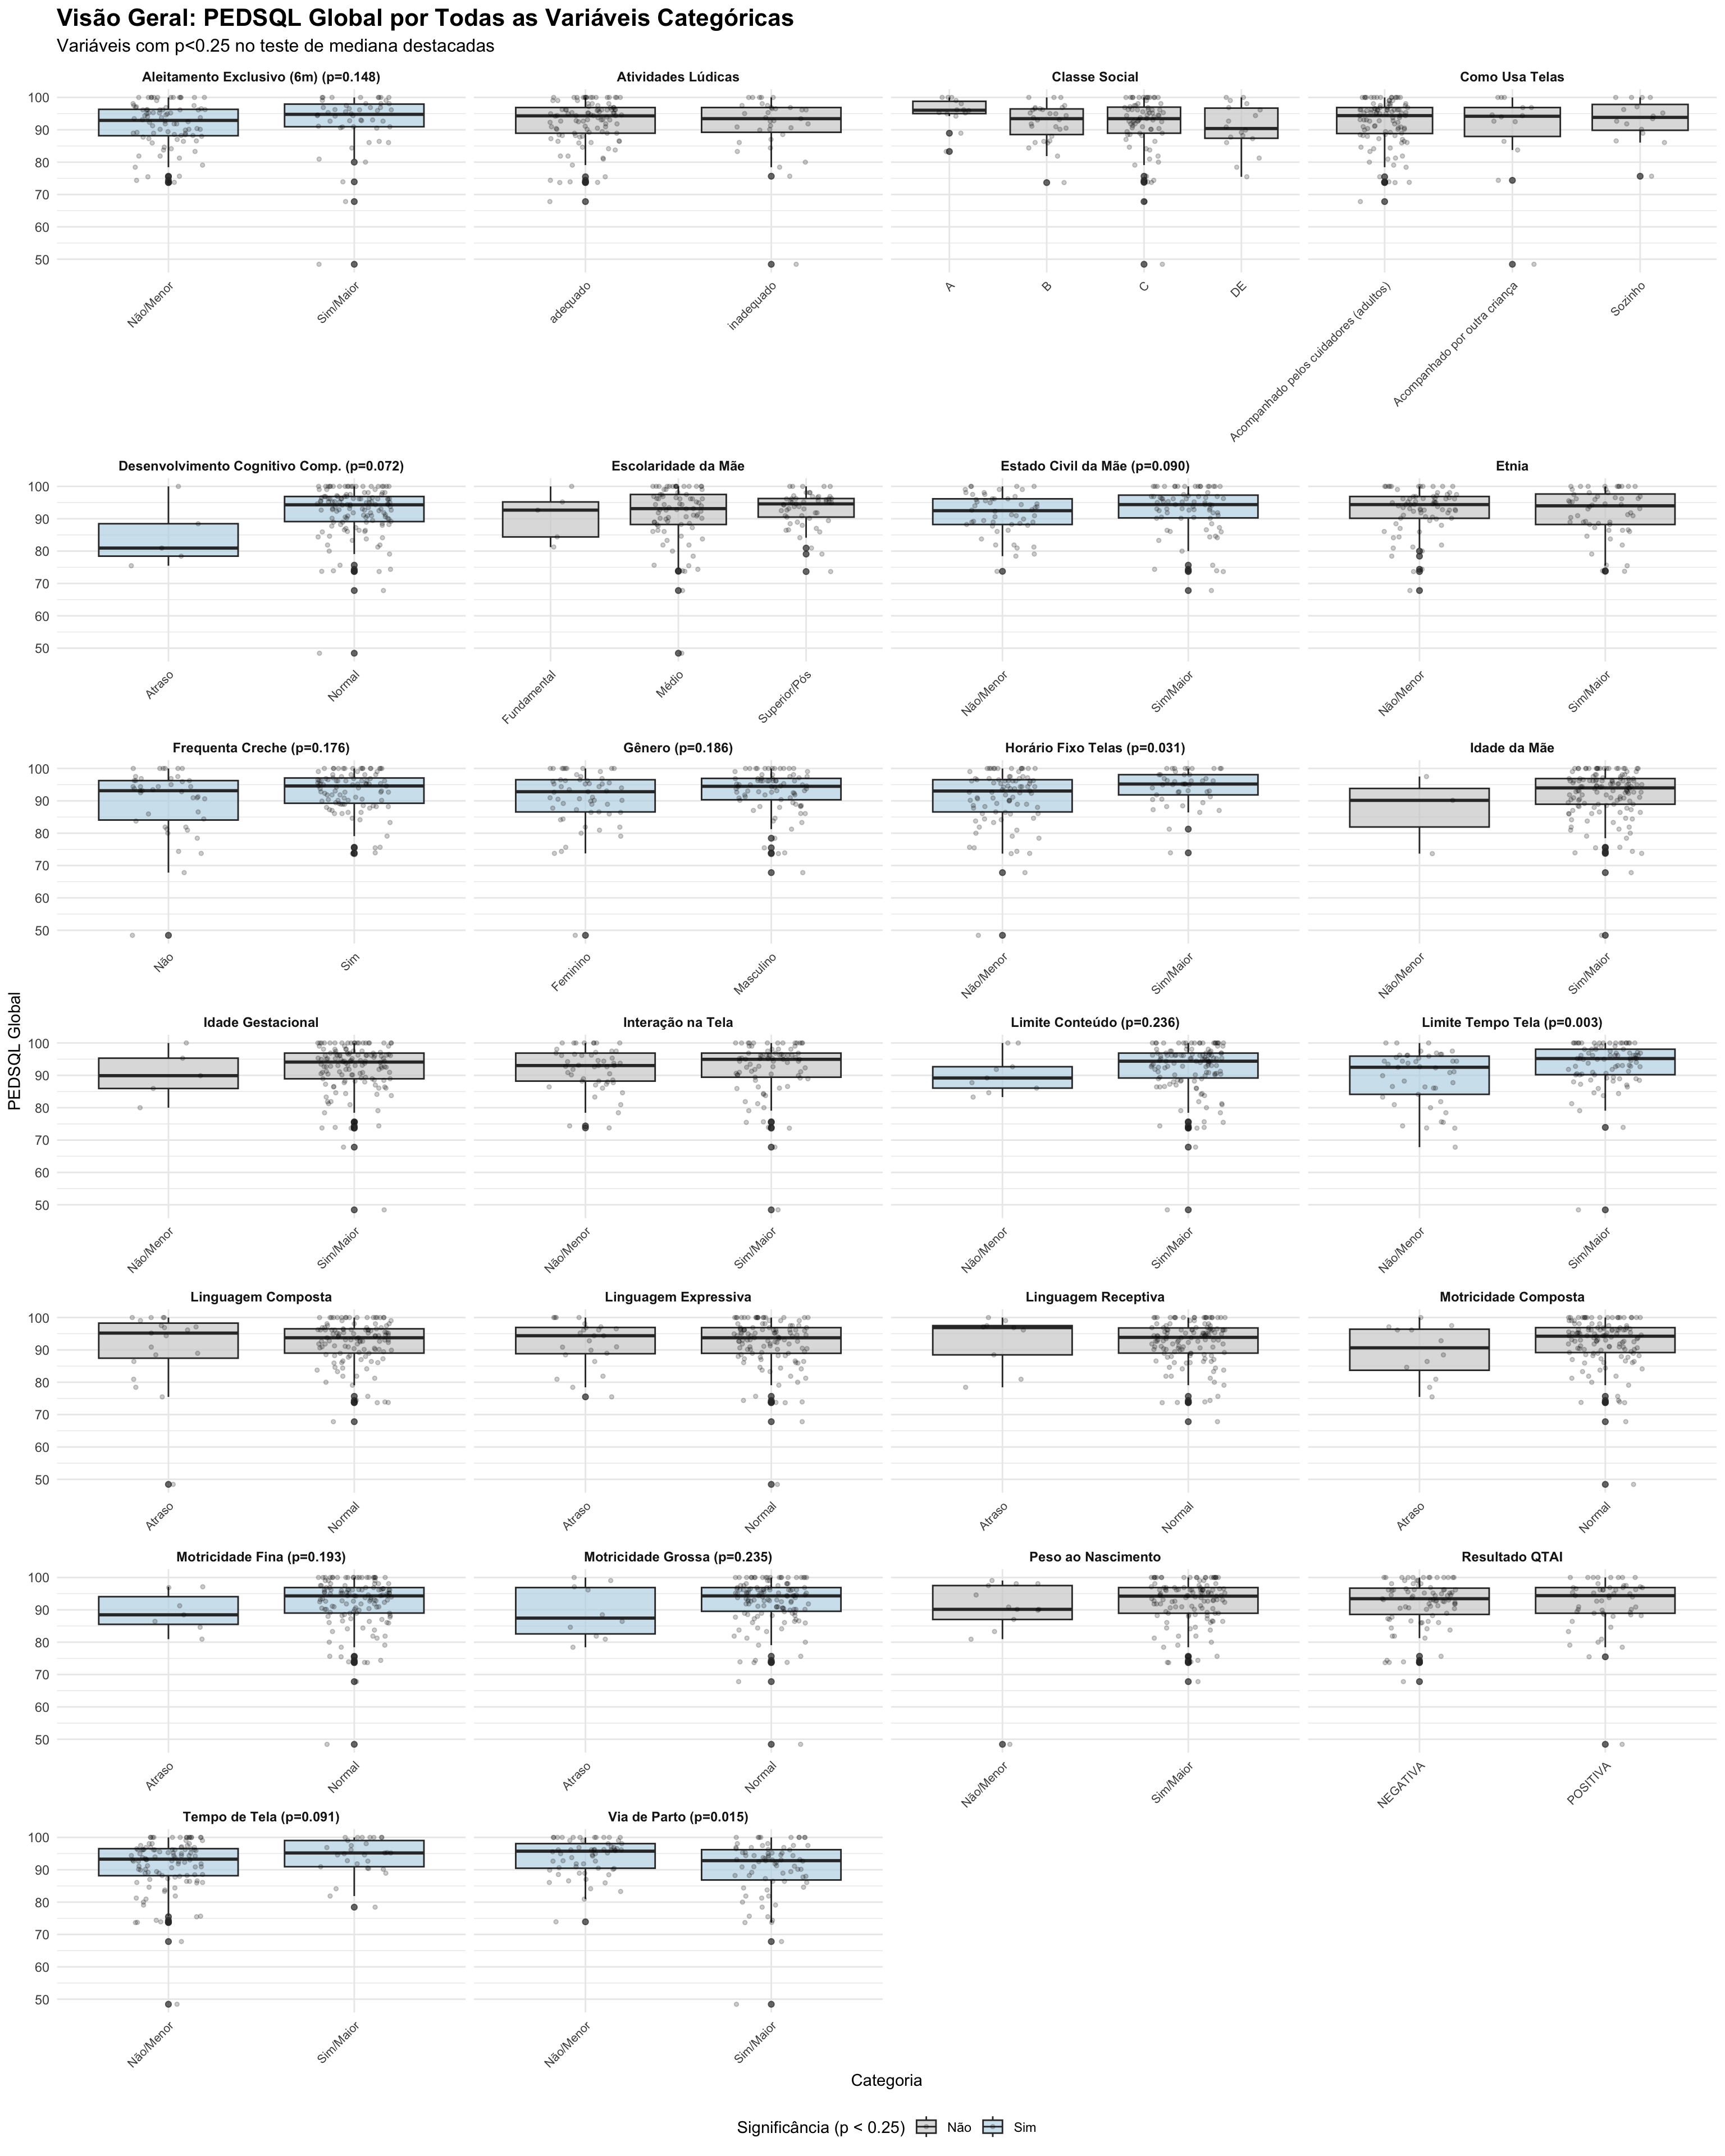 Visão Geral: PEDSQL Global por Todas as Variáveis Categóricas
Variáveis com p<0.25 no teste de mediana destacadas
PEDSQL Global
Aleitamento Exclusivo (6m) (p=0.148)
Atividades Lúdicas
Classe Social
Como Usa Telas
100
90
80
70
60
50
Não/Menor
Sim/Maior
adequado
inadequado
A
B
C
DE
Acompanhado pelos cuidadores (adultos)
Acompanhado por outra criança
Sozinho
Desenvolvimento Cognitivo Comp. (p=0.072)
Escolaridade da Mãe
Estado Civil da Mãe (p=0.090)
Etnia
100
90
80
70
60
50
Atraso
Normal
Fundamental
Médio
Superior/Pós
Não/Menor
Sim/Maior
Não/Menor
Sim/Maior
Frequenta Creche (p=0.176)
Gênero (p=0.186)
Horário Fixo Telas (p=0.031)
Idade da Mãe
100
90
80
70
60
50
Não
Sim
Feminino
Masculino
Não/Menor
Sim/Maior
Não/Menor
Sim/Maior
Idade Gestacional
Interação na Tela
Limite Conteúdo (p=0.236)
Limite Tempo Tela (p=0.003)
100
90
80
70
60
50
Não/Menor
Sim/Maior
Não/Menor
Sim/Maior
Não/Menor
Sim/Maior
Não/Menor
Sim/Maior
Linguagem Composta
Linguagem Expressiva
Linguagem Receptiva
Motricidade Composta
100
90
80
70
60
50
Atraso
Normal
Atraso
Normal
Atraso
Normal
Atraso
Normal
Motricidade Fina (p=0.193)
Motricidade Grossa (p=0.235)
Peso ao Nascimento
Resultado QTAI
100
90
80
70
60
50
Atraso
Normal
Atraso
Normal
Não/Menor
Sim/Maior
NEGATIVA
POSITIVA
Tempo de Tela (p=0.091)
Via de Parto (p=0.015)
100
90
80
70
60
50
Não/Menor
Sim/Maior
Não/Menor
Sim/Maior
Categoria
Significância (p < 0.25) Não Sim